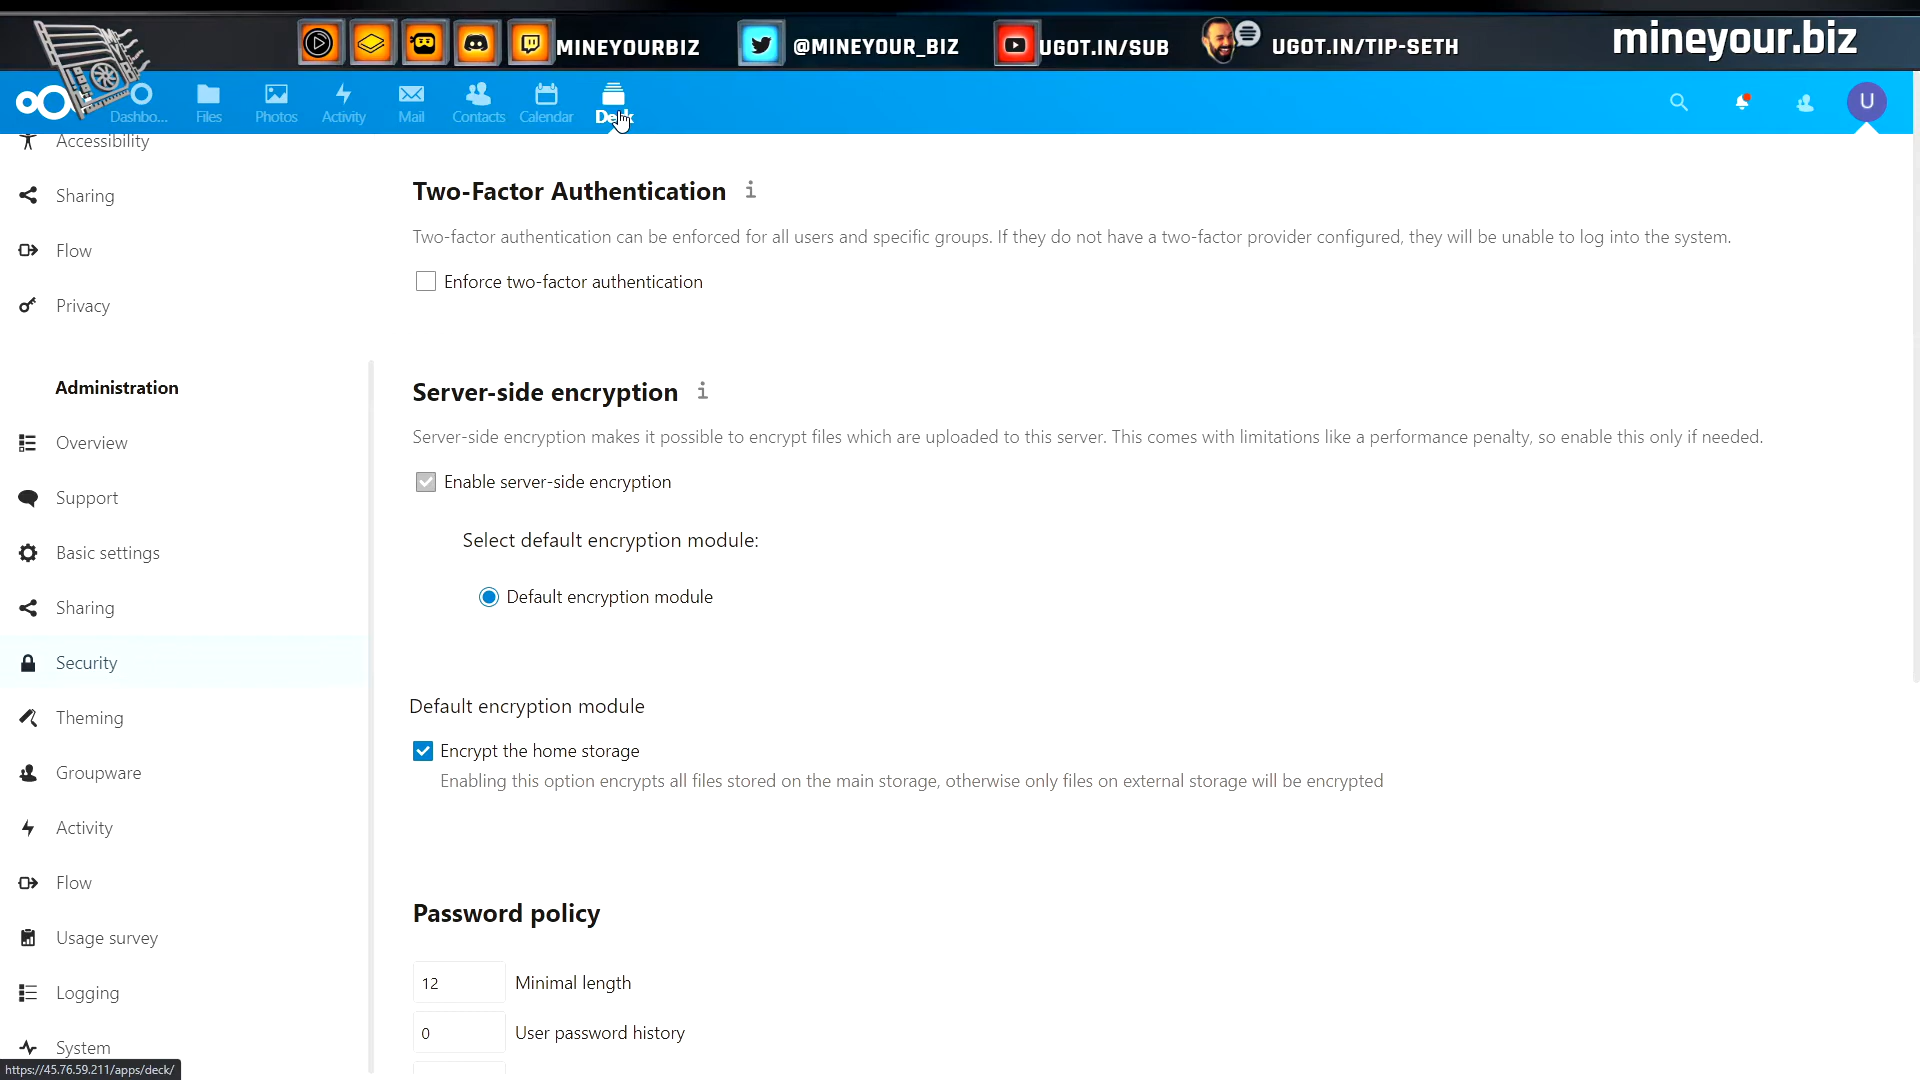 MINEYOURBIZ
@MINEYOUR_BIZ
UGOT.IN/SUB
UGOT.IN/TIP-SETH
mineyour.biz
Dashbo...
Files
Photos
Activity
Mail
Contacts
Calendar
Deck
U
Accessibility
Sharing
Flow
Privacy
Administration
Overview
Support
Basic settings
Sharing
Security
Theming
Groupware
Activity
Flow
Usage survey
Logging
System
Two-Factor Authentication
Two-factor authentication can be enforced for all users and specific groups. If they do not have a two-factor provider configured, they will be unable to log into the system.
Enforce two-factor authentication
Server-side encryption
Server-side encryption makes it possible to encrypt files which are uploaded to this server. This comes with limitations like a performance penalty, so enable this only if needed.
Enable server-side encryption
Select default encryption module:
Default encryption module
Default encryption module
Encrypt the home storage
Enabling this option encrypts all files stored on the main storage, otherwise only files on external storage will be encrypted
Password policy
12 Minimal length
0 User password history
https://45.76.59.211/apps/deck/